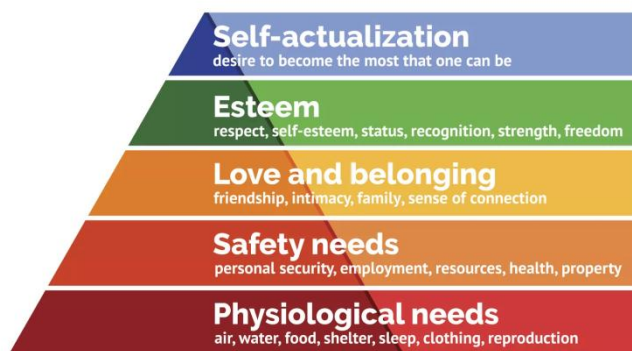 Self-actualization
desire to become the most that one can be
Esteem
respect, self-esteem, status, recognition, strength, freedom
Love and belonging
friendship, intimacy, family, sense of connection
Safety needs
personal security, employment, resources, health, property
Physiological needs
air, water, food, shelter, sleep, clothing, reproduction